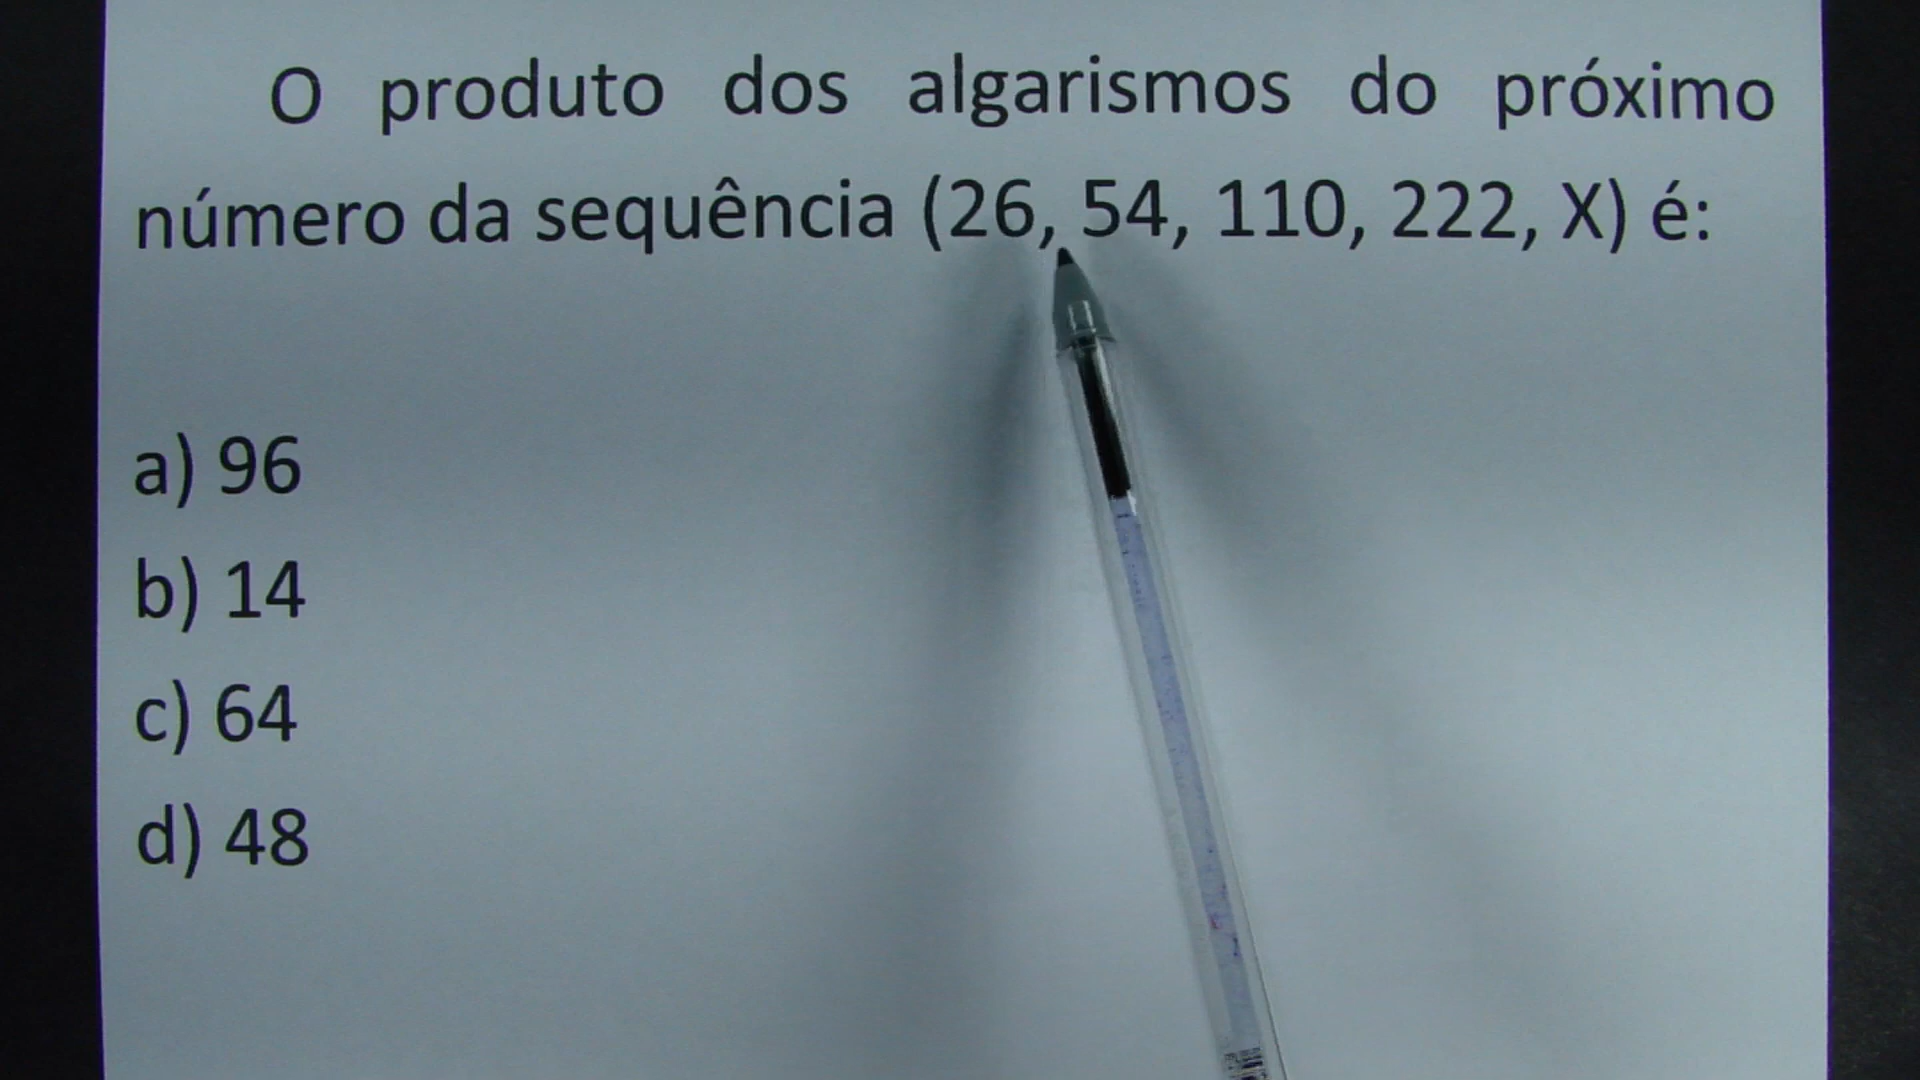 O produto dos algarismos do próximo
número da sequência (26, 54, 110, 222, X) é:
a) 96
b) 14
c) 64
d) 48